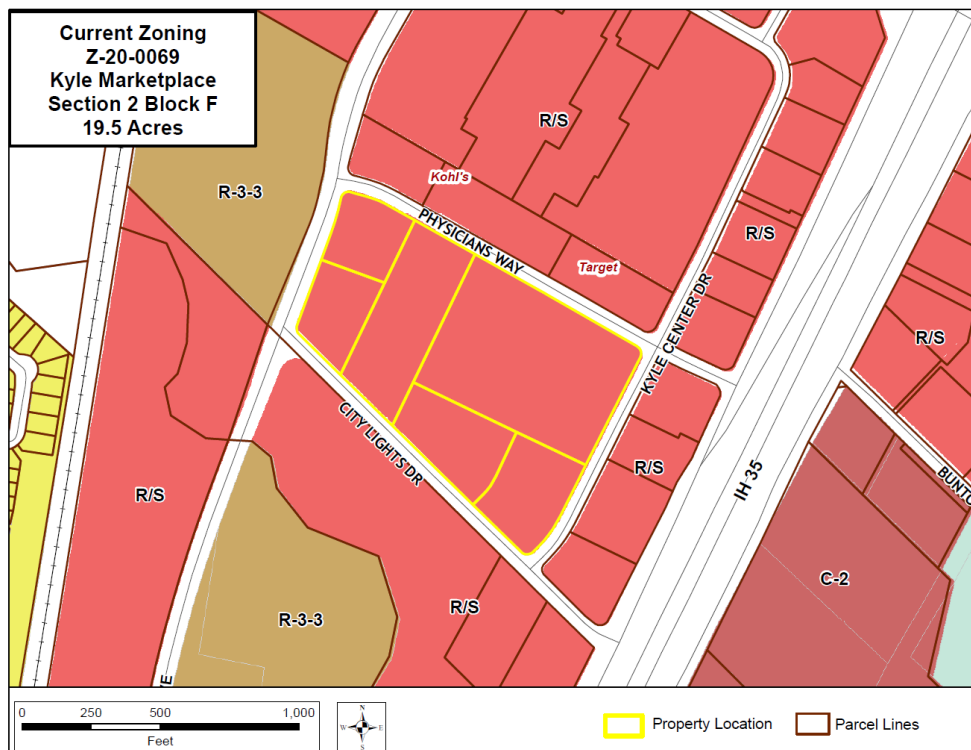 Current Zoning
Z-20-0069
Kyle Marketplace
Section 2 Block F
19.5 Acres
R/S
R-3-3
Kohl's
PHYSICIANS WAY
R/S
Target
KYLE CENTER DR
R/S
CITY LIGHTS DR
R/S
IH 35
BUNTO
R/S
C-2
R/S
R-3-3
VE
0 250 500 1,000
Feet
N
W E
S
Property Location
Parcel Lines